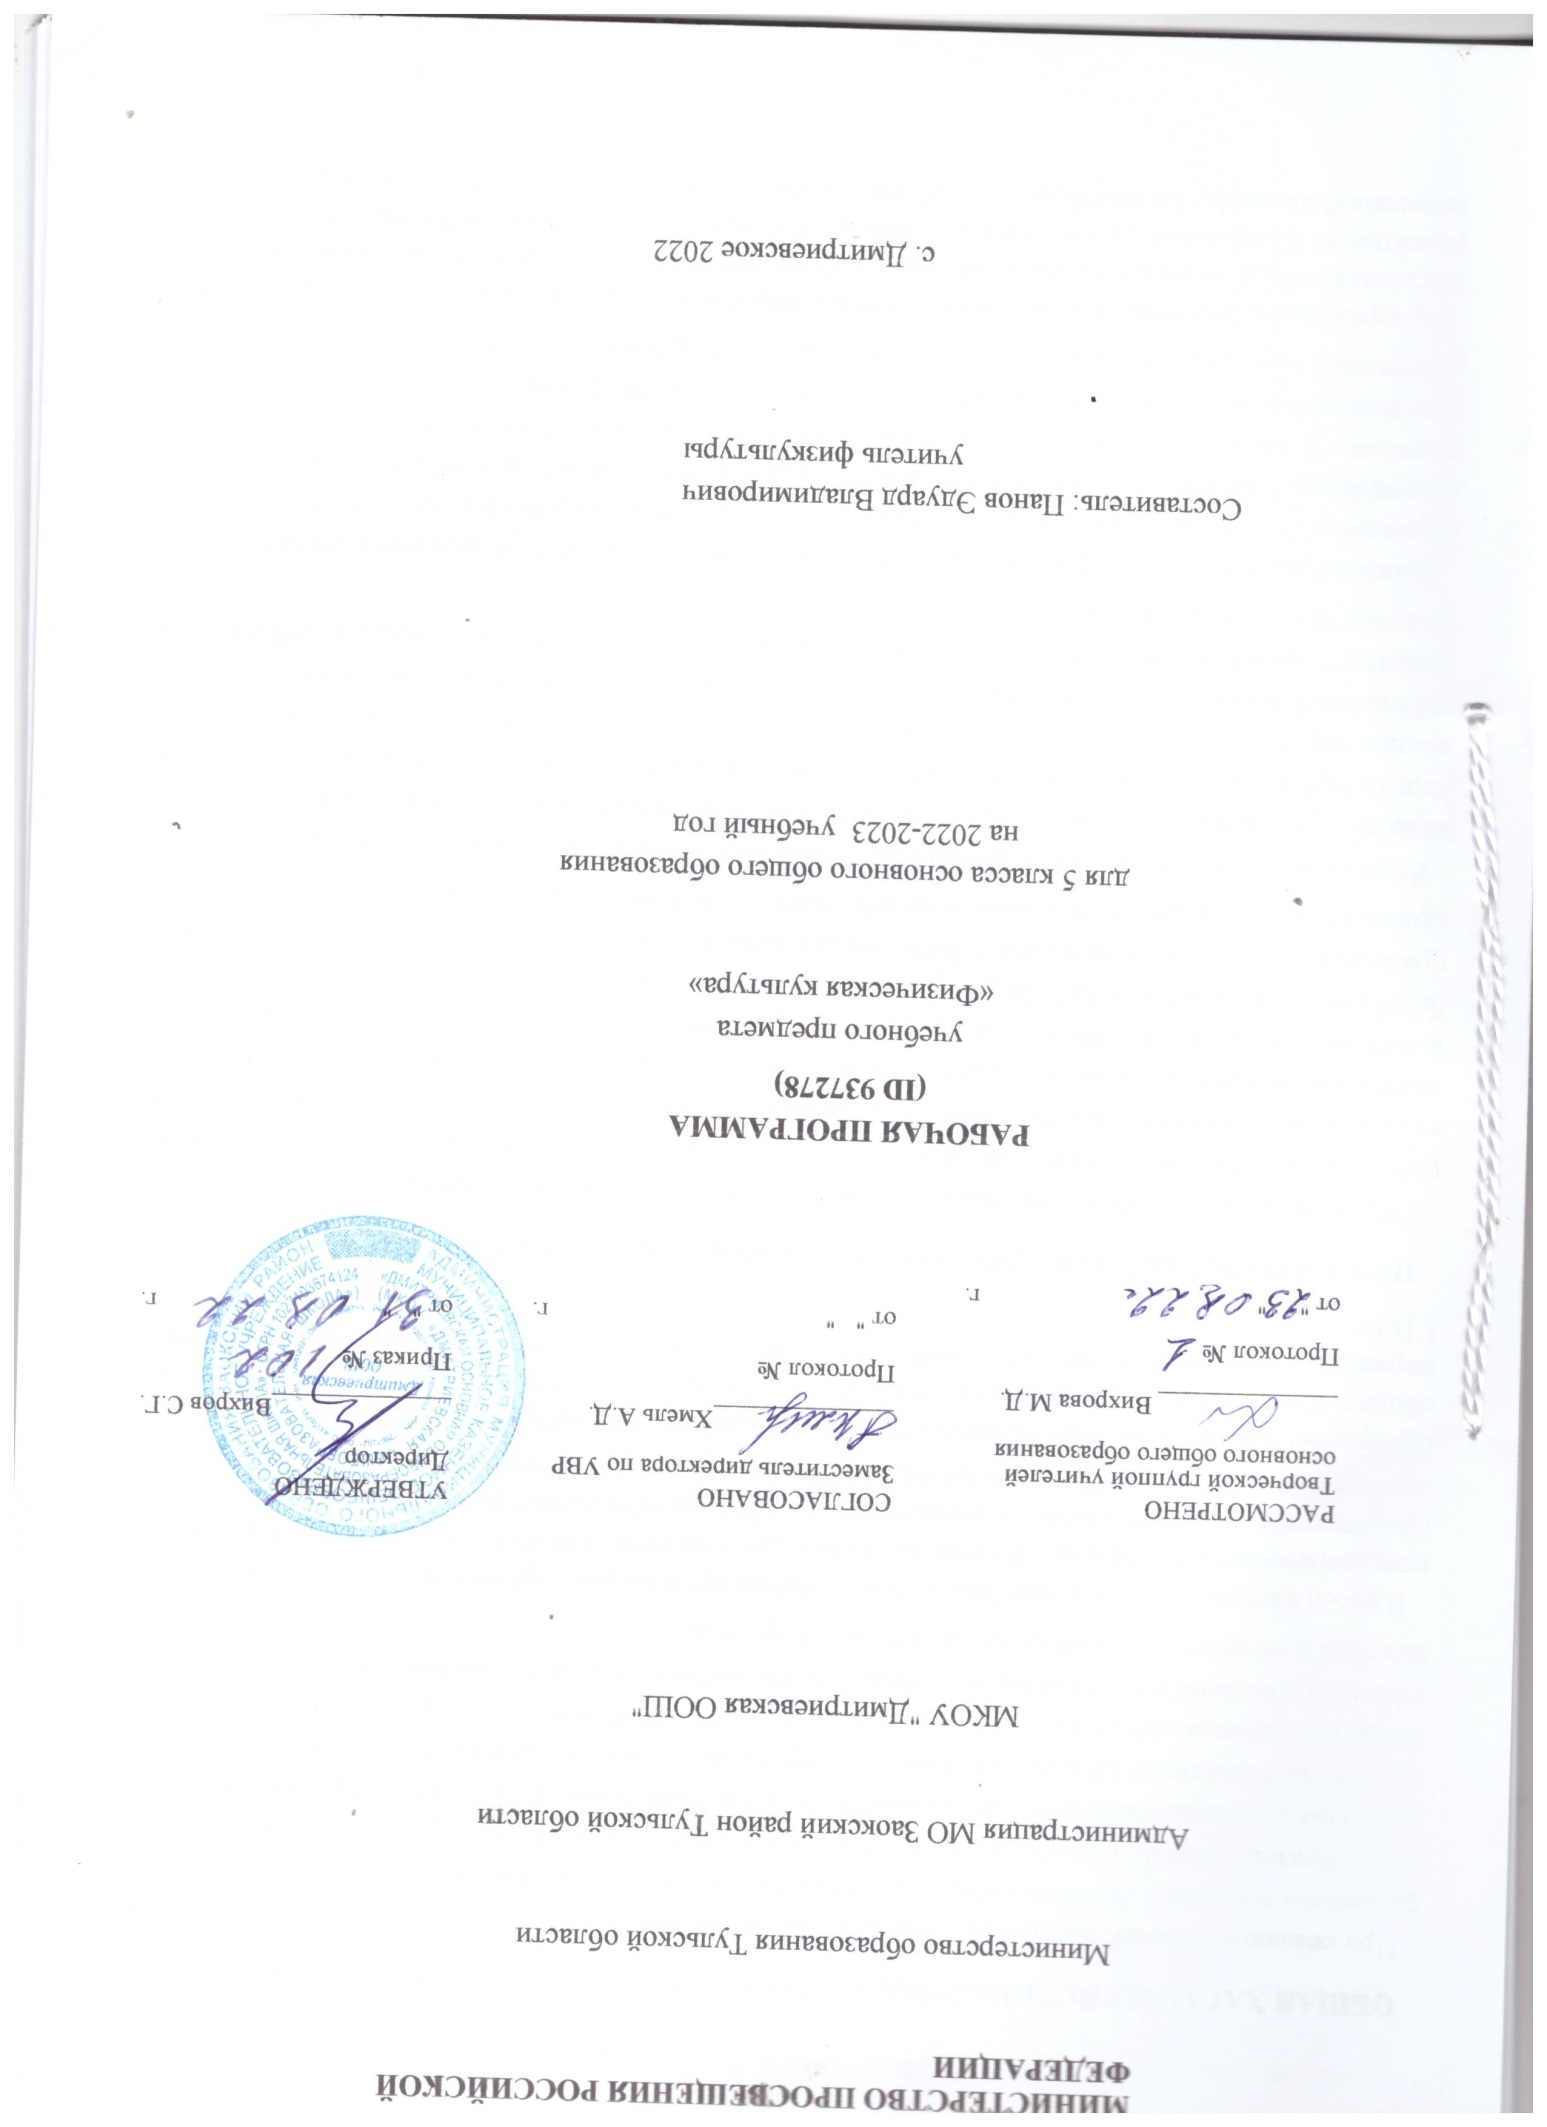 МИНИСТЕРСТВО ПРОСВЕЩЕНИЯ РОССИЙСКОЙ
ФЕДЕРАЦИИ
Министерство образования Тульской области
Администрация МО Заокский район Тульской области
МКОУ "Дмитриевская ООШ"
РАССМОТРЕНО
Творческой группой учителей
основного общего образования
Вихрова М.Д.
Протокол № 1
от "23" 08 22г.
г.
СОГЛАСОВАНО
Заместитель директора по УВР
Хмель А.Д.
Протокол №
от " "
г.
УТВЕРЖДЕНО
Директор
Вихров С.Г.
Приказ № 102
от "31" 08 22
г.
РАБОЧАЯ ПРОГРАММА
(ID 937278)
учебного предмета
«Физическая культура»
для 5 класса основного общего образования
на 2022-2023 учебный год
Составитель: Панов Эдуард Владимирович
учитель физкультуры
с. Дмитриевское 2022